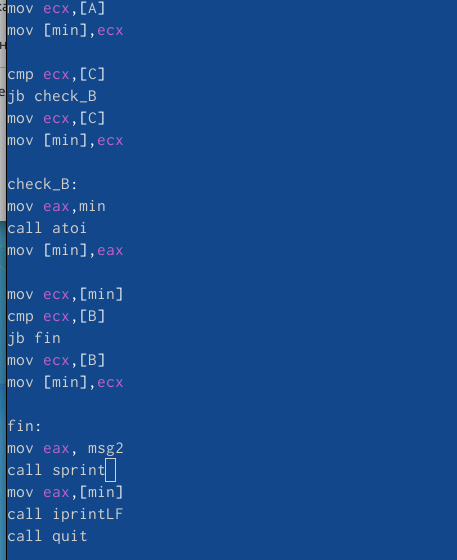 mov ecx,[A]
mov [min],ecx
cmp ecx,[C]
jb check_B
mov ecx,[C]
mov [min],ecx
check_B:
mov eax,min
call atoi
mov [min],eax
mov ecx,[min]
cmp ecx,[B]
jb fin
mov ecx,[B]
mov [min],ecx
fin:
mov eax, msg2
call sprint
mov eax,[min]
call iprintLF
call quit